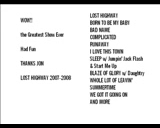 WOW!!
the Greatest Show Ever
Had Fun
THANKS JON
LOST HIGHWAY 2007-2008
LOST HIGHWAY
BORN TO BE MY BABY
BAD NAME
COMPLICATED
RUNAWAY
I LOVE THIS TOWN
SLEEP w/ Jumpin' Jack Flash
& Start Me Up
BLAZE OF GLORY w/ Daughtry
WHOLE LOT OF LEAVIN'
SUMMERTIME
WE GOT IT GOING ON
AND MORE